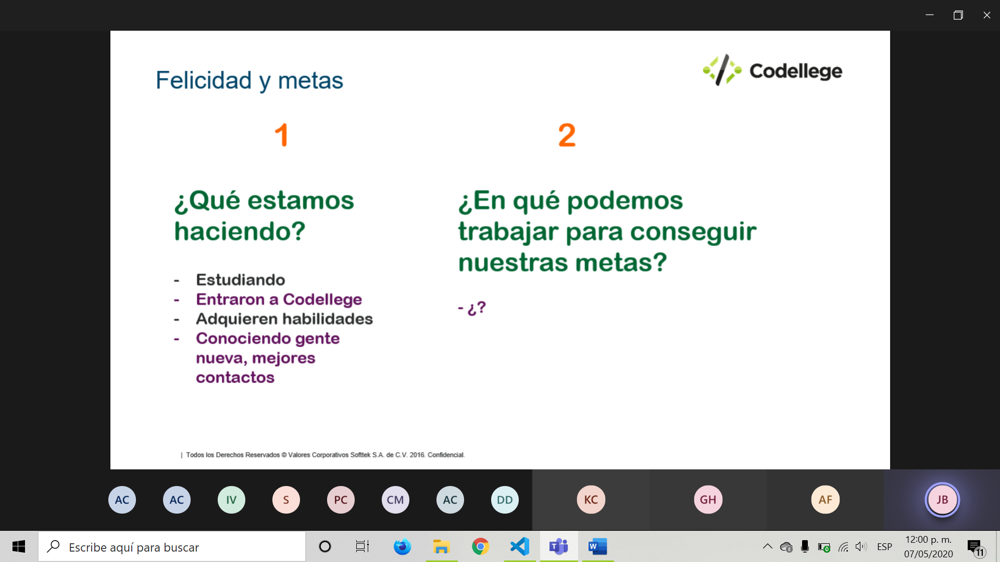 Felicidad y metas
Codellege
1
2
¿Qué estamos
haciendo?
- Estudiando
- Entraron a Codellege
- Adquieren habilidades
- Conociendo gente
nueva, mejores
contactos
¿En qué podemos
trabajar para conseguir
nuestras metas?
- ¿?
| Todos los Derechos Reservados © Valores Corporativos Softtek S.A. de C.V. 2016. Confidencial.
AC
AC
IV
S
PC
CM
AC
DD
KC
GH
AF
JB
Escribe aquí para buscar
T
W
ESP
12:00 p. m.
07/05/2020
11